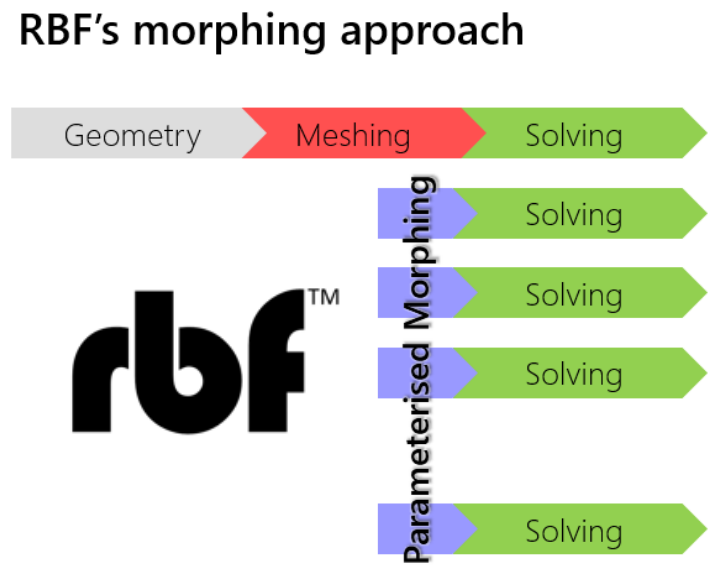 RBF's morphing approach
Geometry
Meshing
Solving
Parameterised Morphing
Solving
Solving
Solving
Solving
rbf™